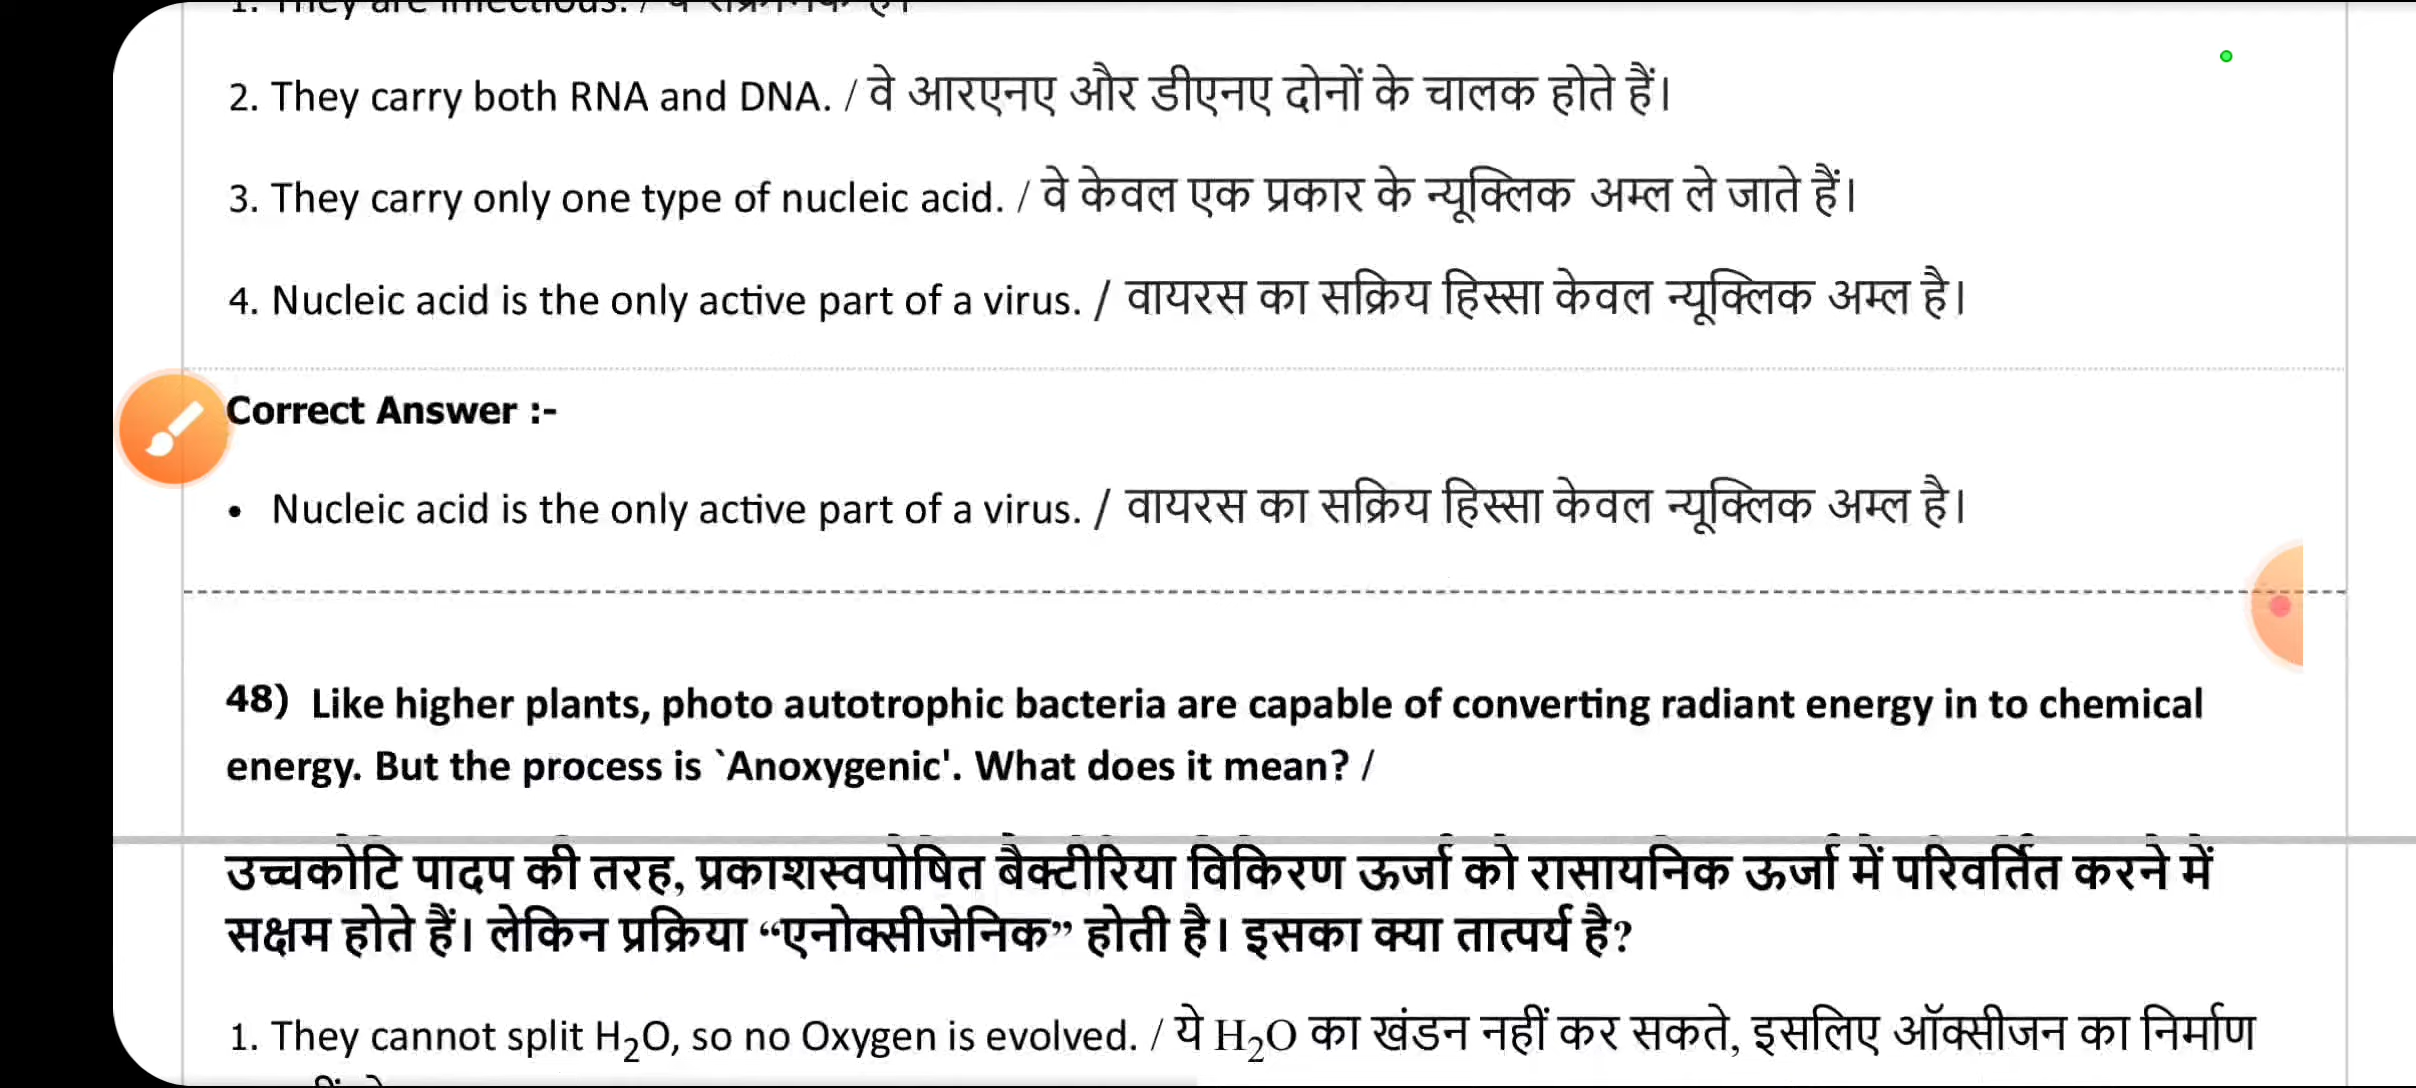 1. They are infectious. /
2. They carry both RNA and DNA. / वे आरएनए और डीएनए दोनों के चालक होते हैं।
3. They carry only one type of nucleic acid. / वे केवल एक प्रकार के न्यूक्लिक अम्ल ले जाते हैं।
4. Nucleic acid is the only active part of a virus. / वायरस का सक्रिय हिस्सा केवल न्यूक्लिक अम्ल है।
Correct Answer :-
• Nucleic acid is the only active part of a virus. / वायरस का सक्रिय हिस्सा केवल न्यूक्लिक अम्ल है।
48) Like higher plants, photo autotrophic bacteria are capable of converting radiant energy in to chemical
energy. But the process is `Anoxygenic'. What does it mean? /
उच्चकोटि पादप की तरह, प्रकाशस्वपोषित बैक्टीरिया विकिरण ऊर्जा को रासायनिक ऊर्जा में परिवर्तित करने में
सक्षम होते हैं। लेकिन प्रक्रिया “एनोक्सीजेनिक” होती है। इसका क्या तात्पर्य है?
1. They cannot split H₂O, so no Oxygen is evolved. / ये H₂O का खंडन नहीं कर सकते, इसलिए ऑक्सीजन का निर्माण